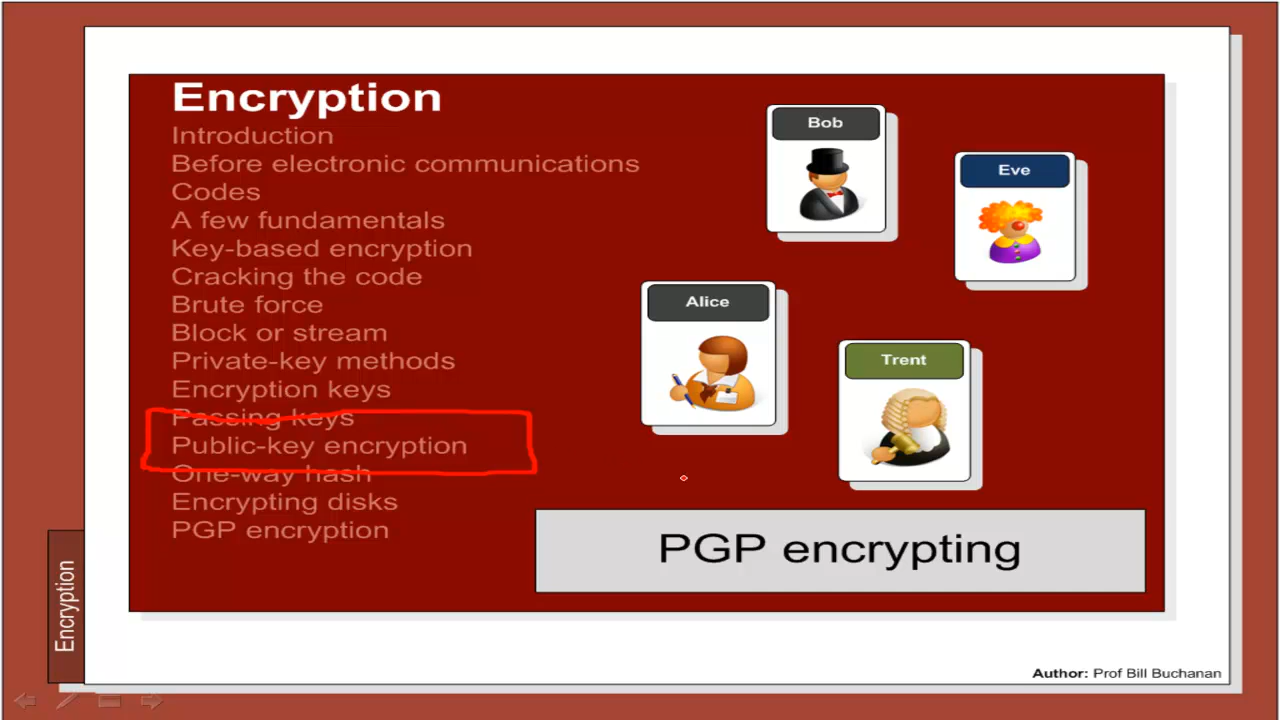 Encryption
Introduction
Before electronic communications
Codes
A few fundamentals
Key-based encryption
Cracking the code
Brute force
Block or stream
Private-key methods
Encryption keys
Passing keys
Public-key encryption
One-way hash
Encrypting disks
PGP encryption
Bob
Eve
Alice
Trent
PGP encrypting
Encryption
Author: Prof Bill Buchanan